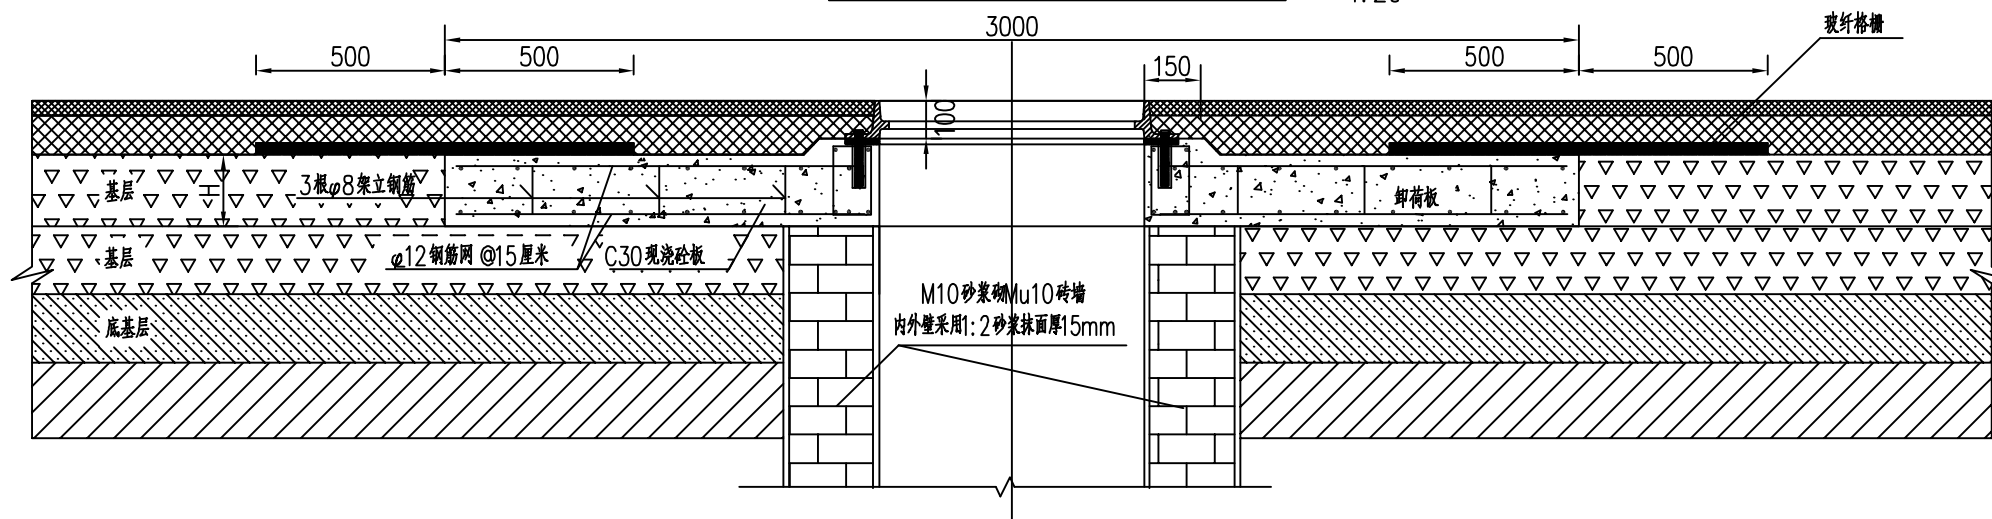 3000
玻纤格栅
500
500
150
500
500
100
基层
H
3根φ8架立钢筋
卸荷板
基层
φ12钢筋网 @15厘米
C30现浇砼板
M10砂浆砌Mu10砖墙
内外壁采用1:2砂浆抹面厚15mm
底基层